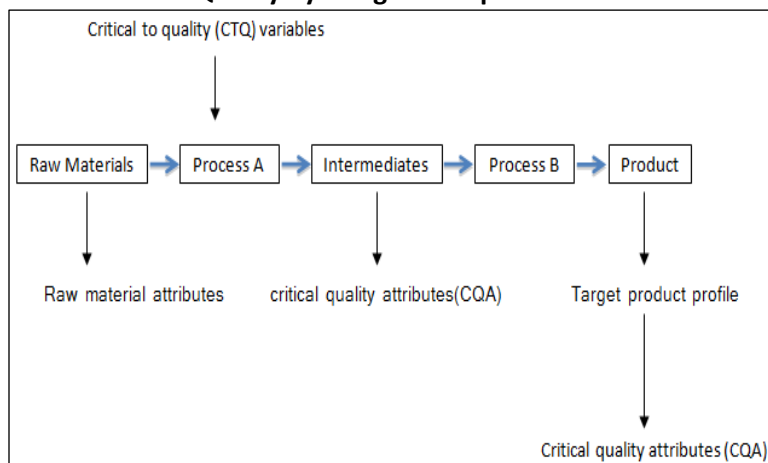 Critical to quality (CTQ) variables
Raw Materials
Process A
Intermediates
Process B
Product
Raw material attributes
critical quality attributes(CQA)
Target product profile
Critical quality attributes (CQA)